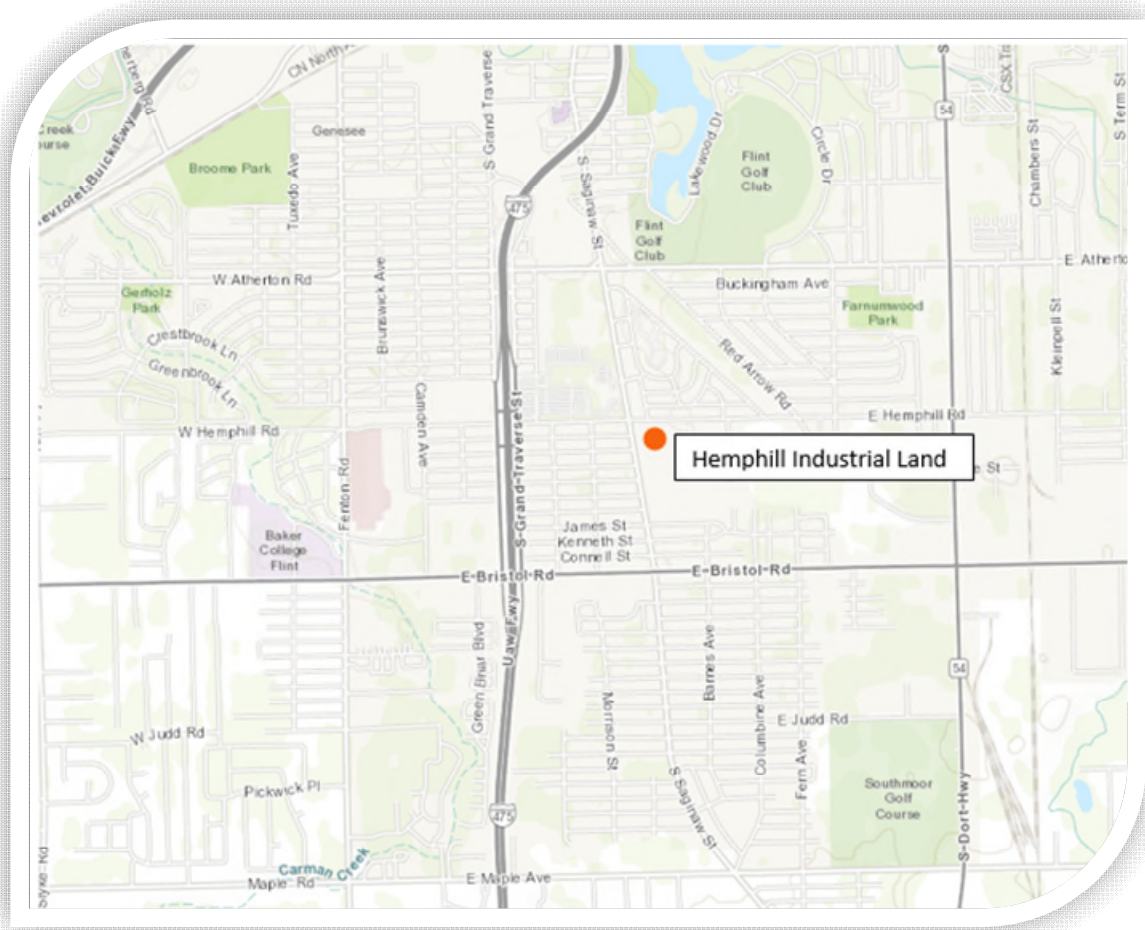 CN North
S Grand Traverse
54
S Term St
Creek
Genesee
Chevrolet Buick Fwy
Broome Park
Tuxedo Ave
475
S Saginaw St
Lakewood Dr
Flint
Golf
Club
Circle Dr
Chambers St
Flint
Golf
Club
W Atherton Rd
E Atherto
Buckingham Ave
Gerholz
Park
Brunswick Ave
Farnumwood
Park
Kleinpell St
Crestbrook Ln
Greenbrook Ln
Red Arrow Rd
Camden Ave
S-Grand-Traverse-St
E Hemphill Rd
W Hemphill Rd
Hemphill Industrial Land
e St
Fenton Rd
James St
Kenneth St
Connell St
Baker
College
Flint
E-Bristol-Rd
E-Bristol-Rd
Uaw Fwy
Green Briar Blvd
Barnes Ave
54
Columbine Ave
Morrison St
E Judd Rd
W Judd Rd
Fern Ave
Pickwick Pl
S Saginaw St
Southmoor
Golf
Course
475
S-Dort-Hwy
Carman Creek
Maple Rd
E Maple Ave